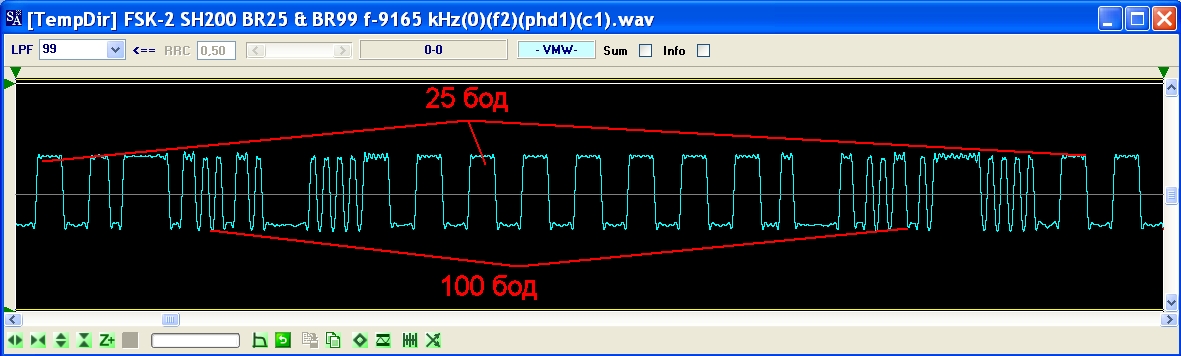 SA [TempDir] FSK-2 SH200 BR25 & BR99 f-9165 kHz(0)(f2)(phd1)(c1).wav
LPF 99 <== RRC 0,50 0-0 - VMW- Sum Info
25 бод
100 бод
Z+